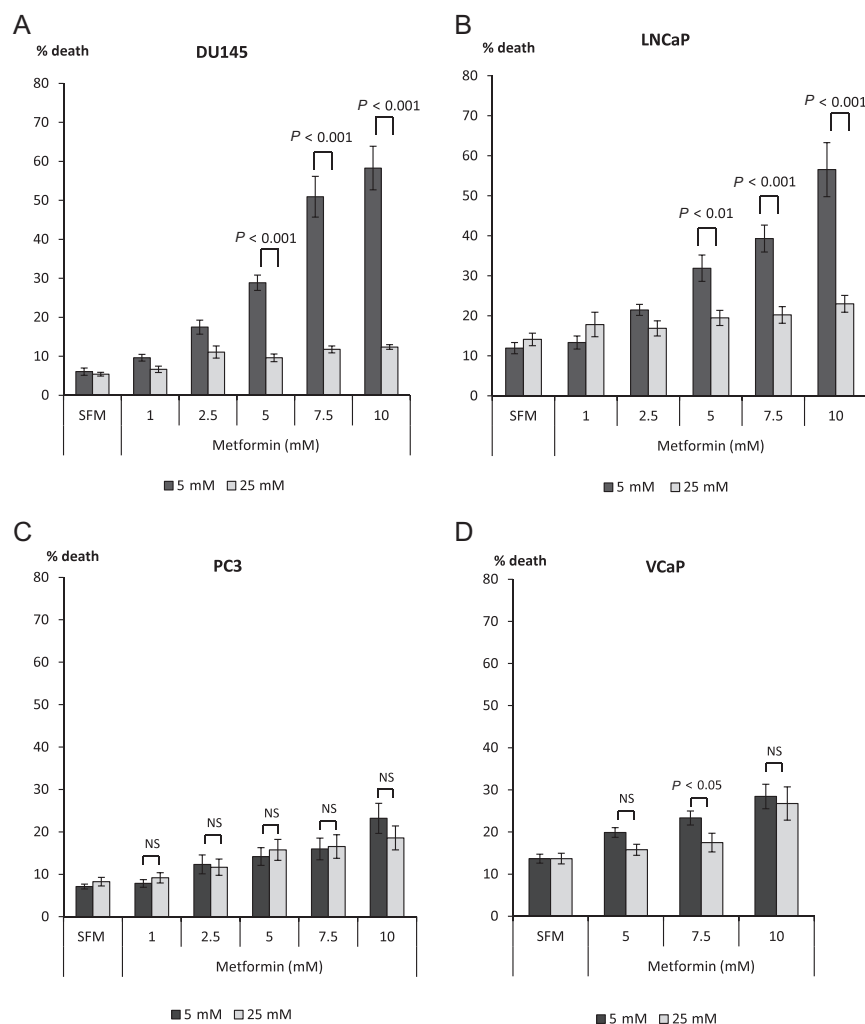 A
% death
DU145
80
70
60
50
40
30
20
10
0
P < 0.001
P < 0.001
P < 0.001
SFM 1 2.5 5 7.5 10
Metformin (mM)
5 mM 25 mM
B
% death
LNCaP
80
70
60
50
40
30
20
10
0
P < 0.001
P < 0.001
P < 0.01
SFM 1 2.5 5 7.5 10
Metformin (mM)
5 mM 25 mM
C
% death
PC3
80
70
60
50
40
30
20
10
0
NS NS NS NS NS
SFM 1 2.5 5 7.5 10
Metformin (mM)
5 mM 25 mM
D
% death
VCaP
80
70
60
50
40
30
20
10
0
NS
P < 0.05
NS
SFM 5 7.5 10
Metformin (mM)
5 mM 25 mM